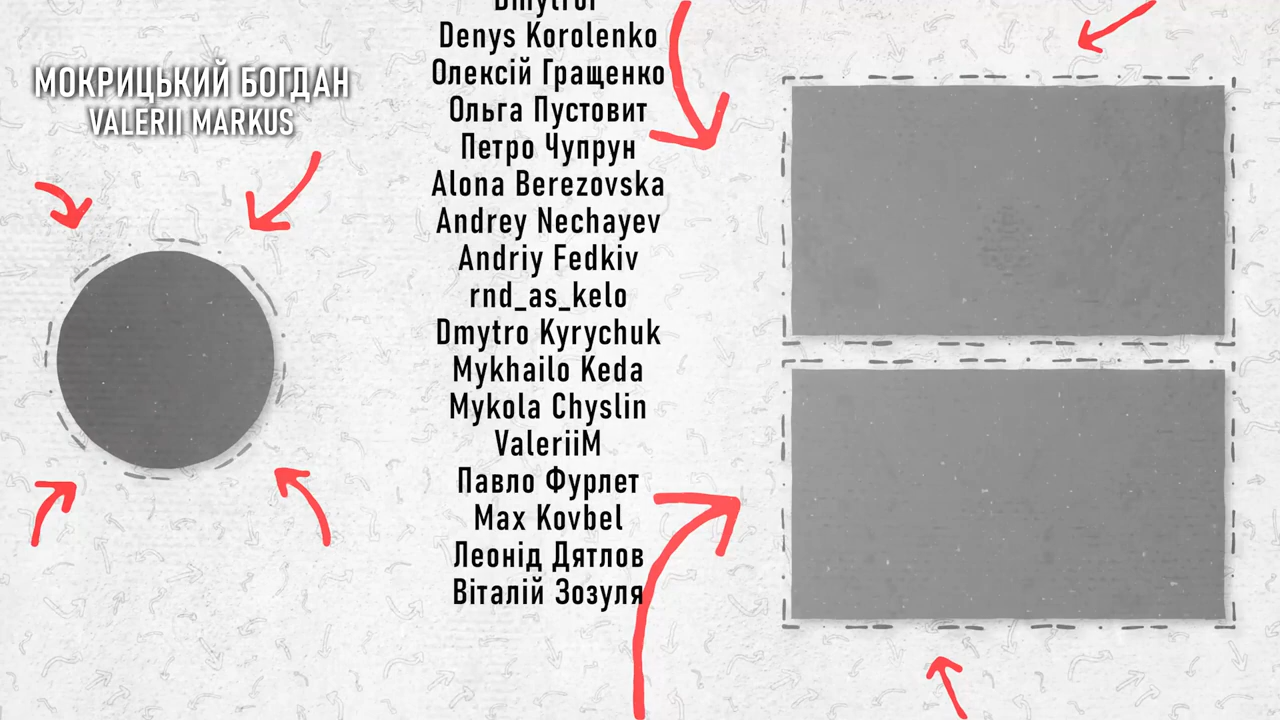 МОКРИЦЬКИЙ БОГДАН
VALERII MARKUS
Denys Korolenko
Олексій Гращенко
Ольга Пустовит
Петро Чупрун
Alona Berezovska
Andrey Nechayev
Andriy Fedkiv
rnd_as_kelo
Dmytro Kyrychuk
Mykhailo Keda
Mykola Chyslin
ValeriiM
Павло Фурлет
Max Kovbel
Леонід Дятлов
Віталій Зозуля